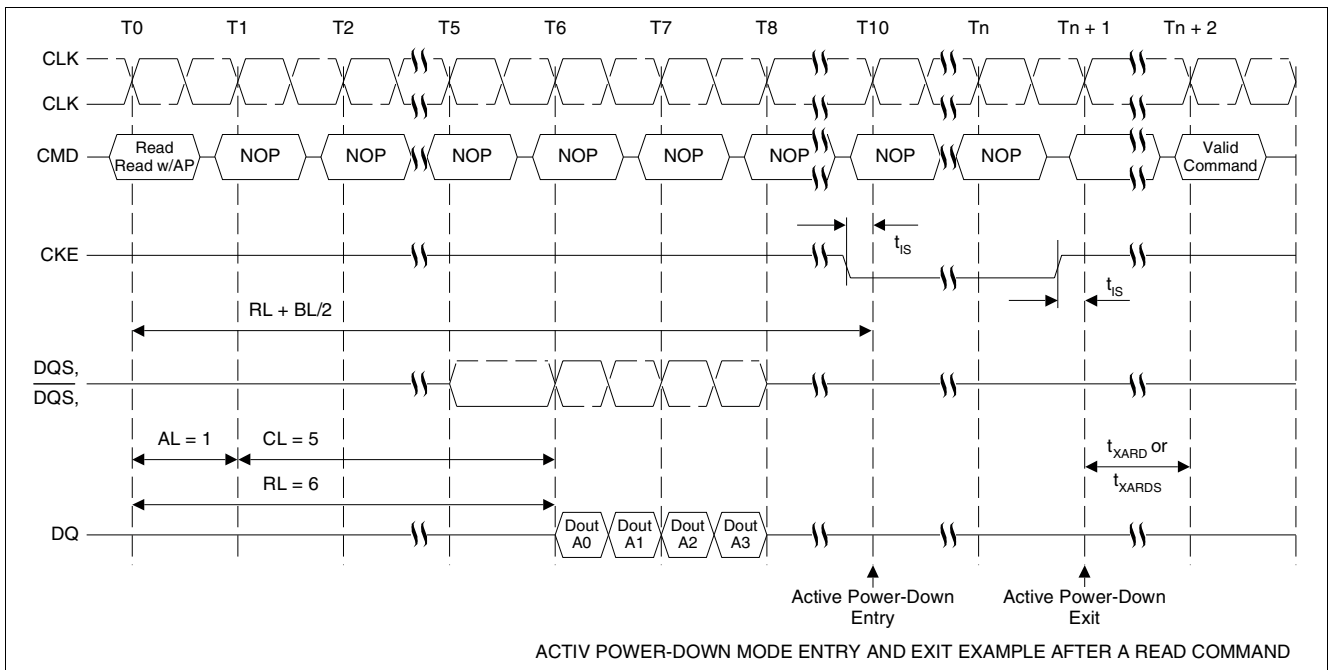 T0 T1 T2 T5 T6 T7 T8 T10 Tn Tn + 1 Tn + 2
CLK
CLK
CMD
Read
Read w/AP
NOP NOP NOP NOP NOP NOP NOP NOP
Valid
Command
CKE
tIS
tIS
RL + BL/2
DQS,
DQS,
AL = 1 CL = 5
tXARD or
tXARDS
RL = 6
DQ
Dout
A0
Dout
A1
Dout
A2
Dout
A3
Active Power-Down
Entry
Active Power-Down
Exit
ACTIV POWER-DOWN MODE ENTRY AND EXIT EXAMPLE AFTER A READ COMMAND